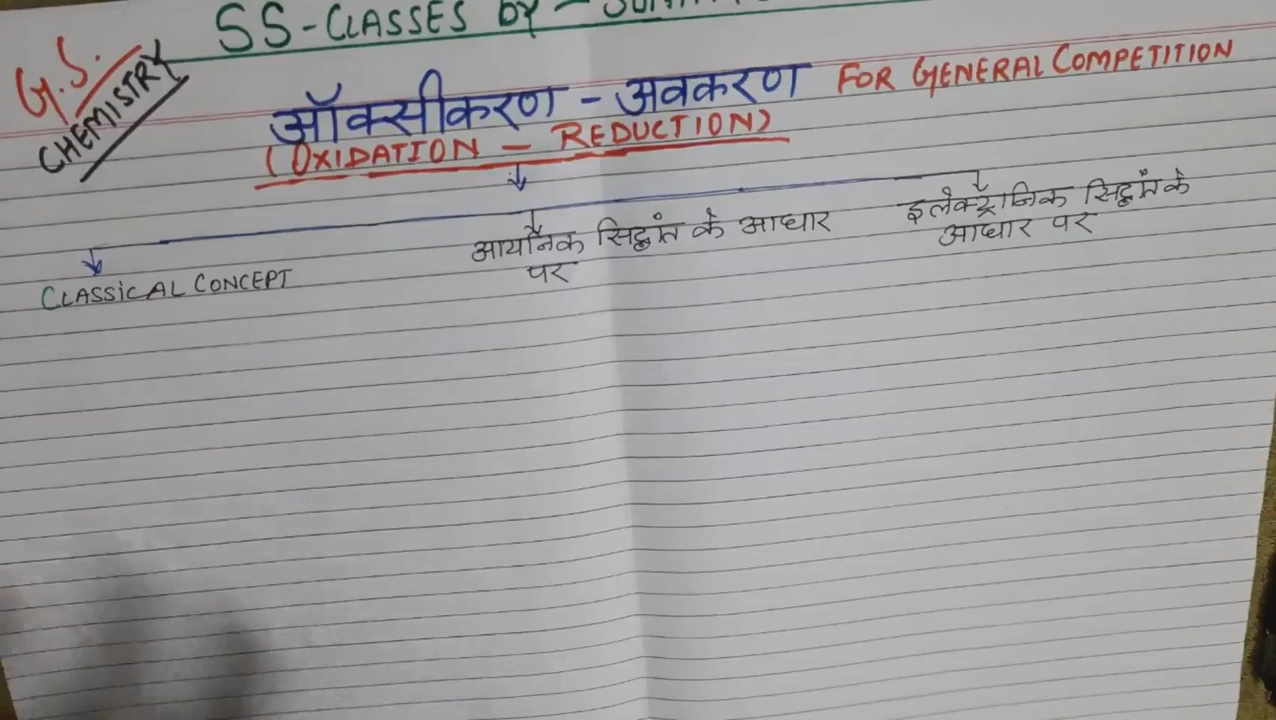 SS-CLASSES BY -
G.S.
CHEMISTRY
ऑक्सीकरण - अवकरण FOR GENERAL COMPETITION
(OXIDATION - REDUCTION)
CLASSICAL CONCEPT
आयनिक सिद्धांत के आधार
पर
इलेक्ट्रानिक सिद्धांत के
आधार पर